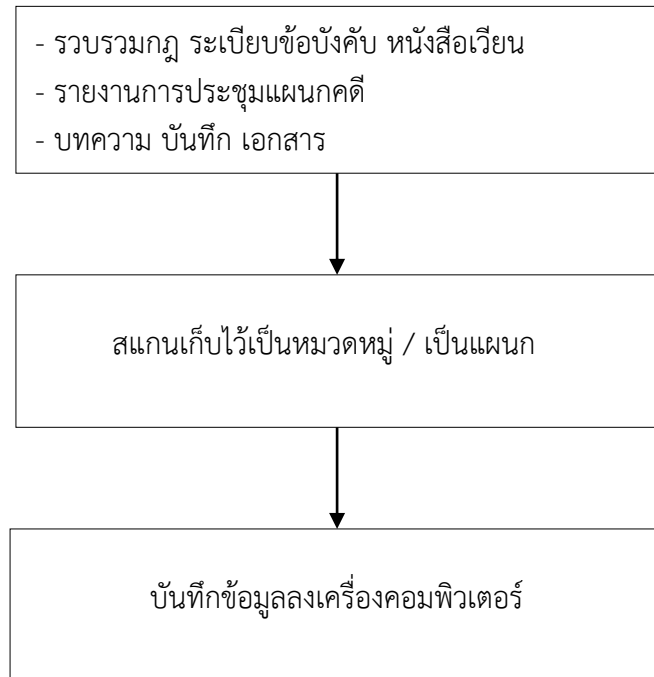 - รวบรวมกฎ ระเบียบข้อบังคับ หนังสือเวียน
- รายงานการประชุมแผนกคดี
- บทความ บันทึก เอกสาร
สแกนเก็บไว้เป็นหมวดหมู่ / เป็นแผนก
บันทึกข้อมูลลงเครื่องคอมพิวเตอร์